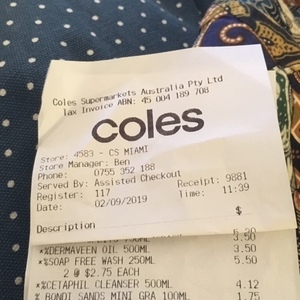 Coles Supermarkets Australia Pty Ltd
Tax Invoice ABN: 45 004 189 708
coles
Store: 4583 - CS MIAMI
Store Manager: Ben
Phone: 0755 352 188
Served By: Assisted Checkout
Register: 117 Receipt: 9881
Date: 02/09/2019 Time: 11:39
Description $
500ML 3.50
*%DERMAVEEN OIL 500ML 3.50
*%SOAP FREE WASH 250ML 5.50
2 @ $2.75 EACH
*%CETAPHIL CLEANSER 500ML 4.12
% BONDI SANDS MINI GRA 100ML 1.75